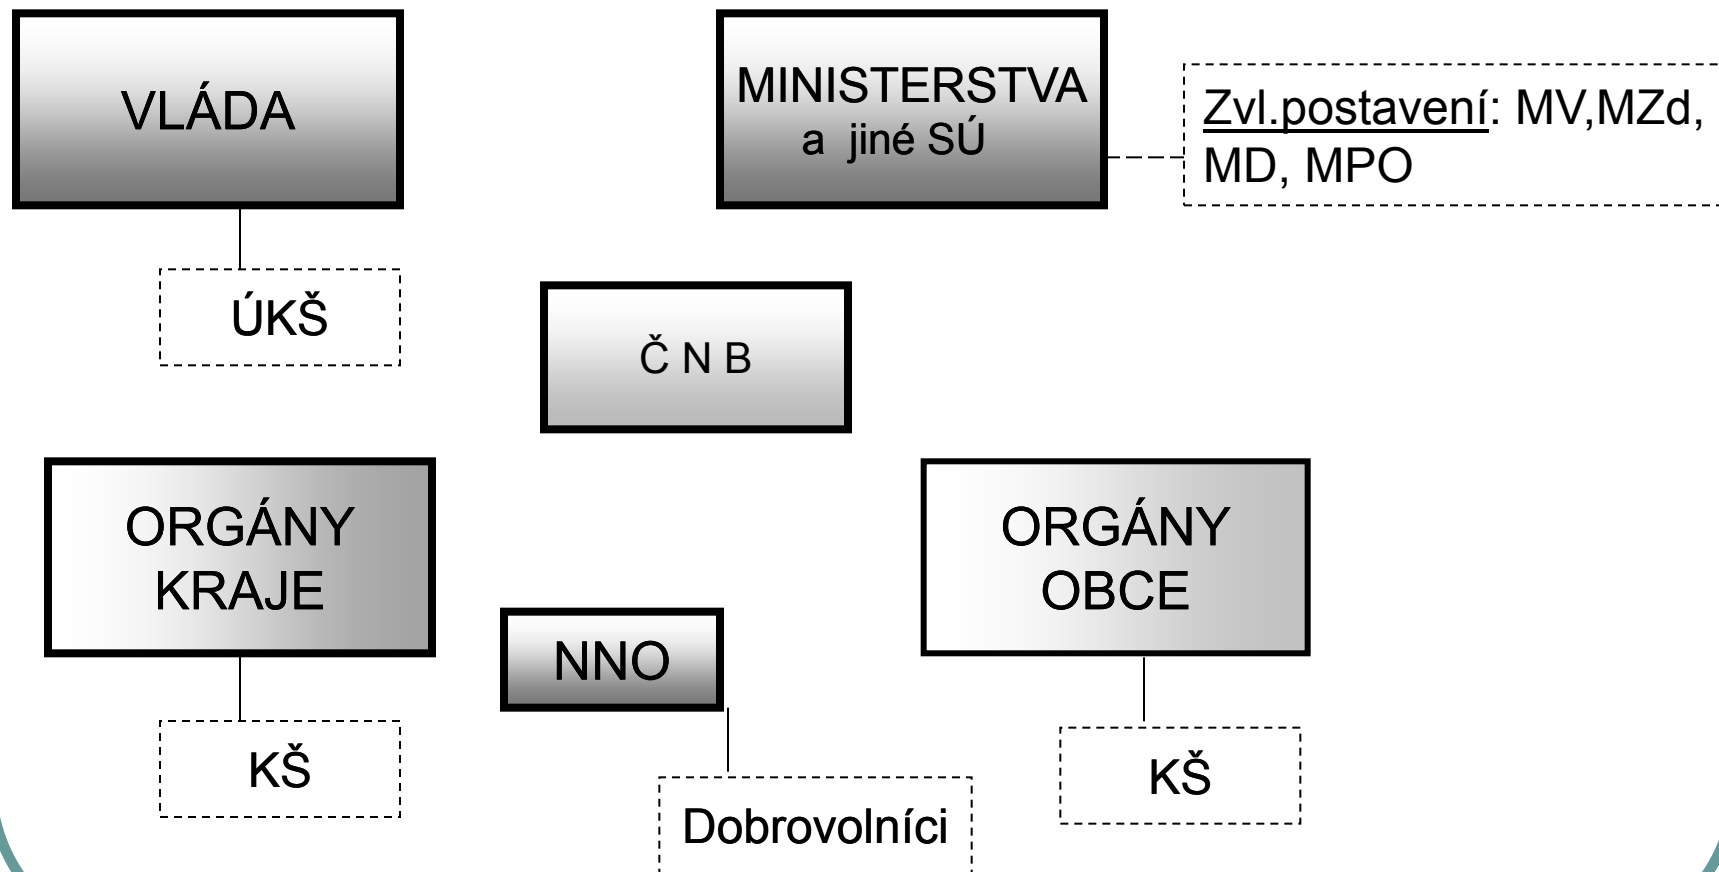 VLÁDA
MINISTERSTVA
a jiné SÚ
Zvl.postavení: MV,MZd,
MD, MPO
ÚKŠ
Č N B
ORGÁNY
KRAJE
ORGÁNY
OBCE
NNO
KŠ
KŠ
Dobrovolníci